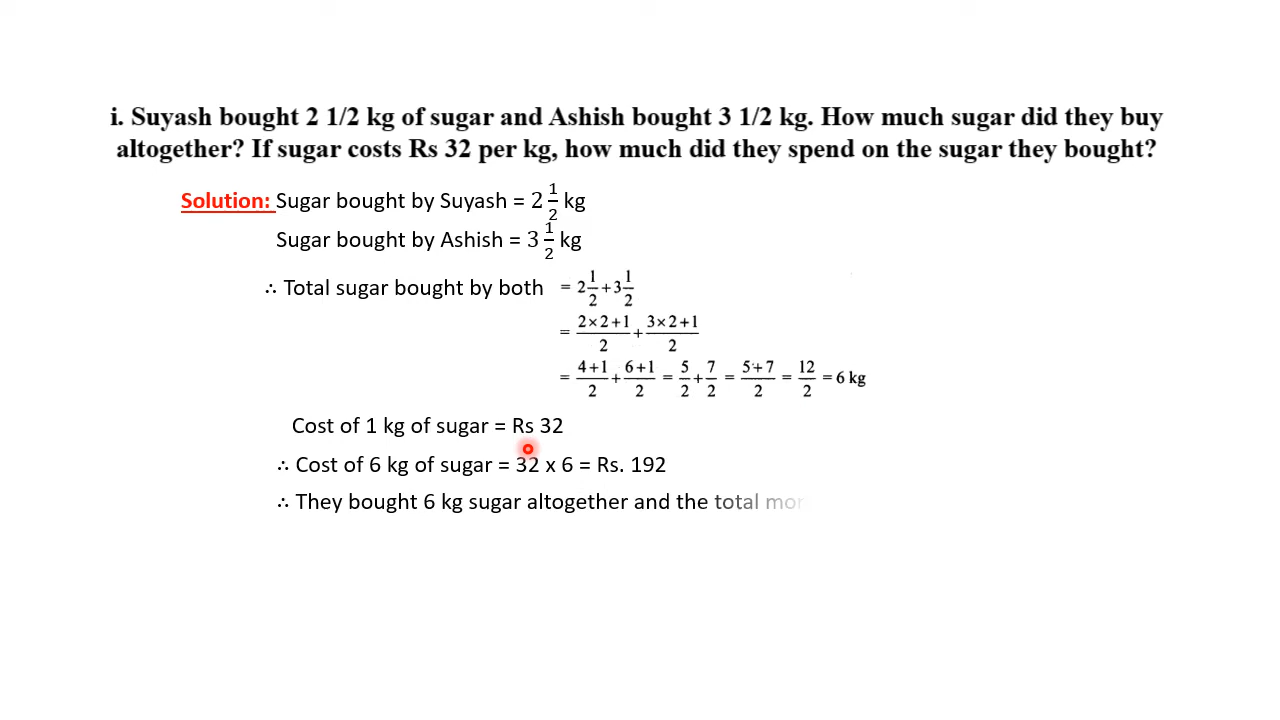 i. Suyash bought 2 1/2 kg of sugar and Ashish bought 3 1/2 kg. How much sugar did they buy
altogether? If sugar costs Rs 32 per kg, how much did they spend on the sugar they bought?
Solution: Sugar bought by Suyash = 2 1/2 kg
Sugar bought by Ashish = 3 1/2 kg
∴ Total sugar bought by both = 2 1/2 + 3 1/2
= (2×2+1)/2 + (3×2+1)/2
= (4+1)/2 + (6+1)/2 = 5/2 + 7/2 = (5+7)/2 = 12/2 = 6 kg
Cost of 1 kg of sugar = Rs 32
∴ Cost of 6 kg of sugar = 32 x 6 = Rs. 192
∴ They bought 6 kg sugar altogether and the total